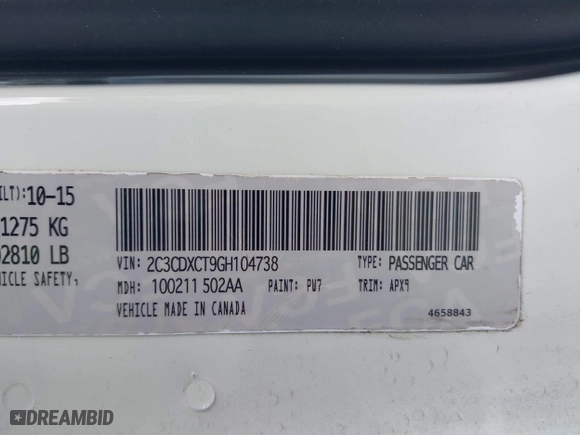 ILT): 10-15
1275 KG
02810 LB
HICLE SAFETY,
VIN: 2C3CDXCT9GH104738
TYPE: PASSENGER CAR
MDH: 100211 502AA
PAINT: PW7
TRIM: APX9
VEHICLE MADE IN CANADA
4658843
DREAMBID